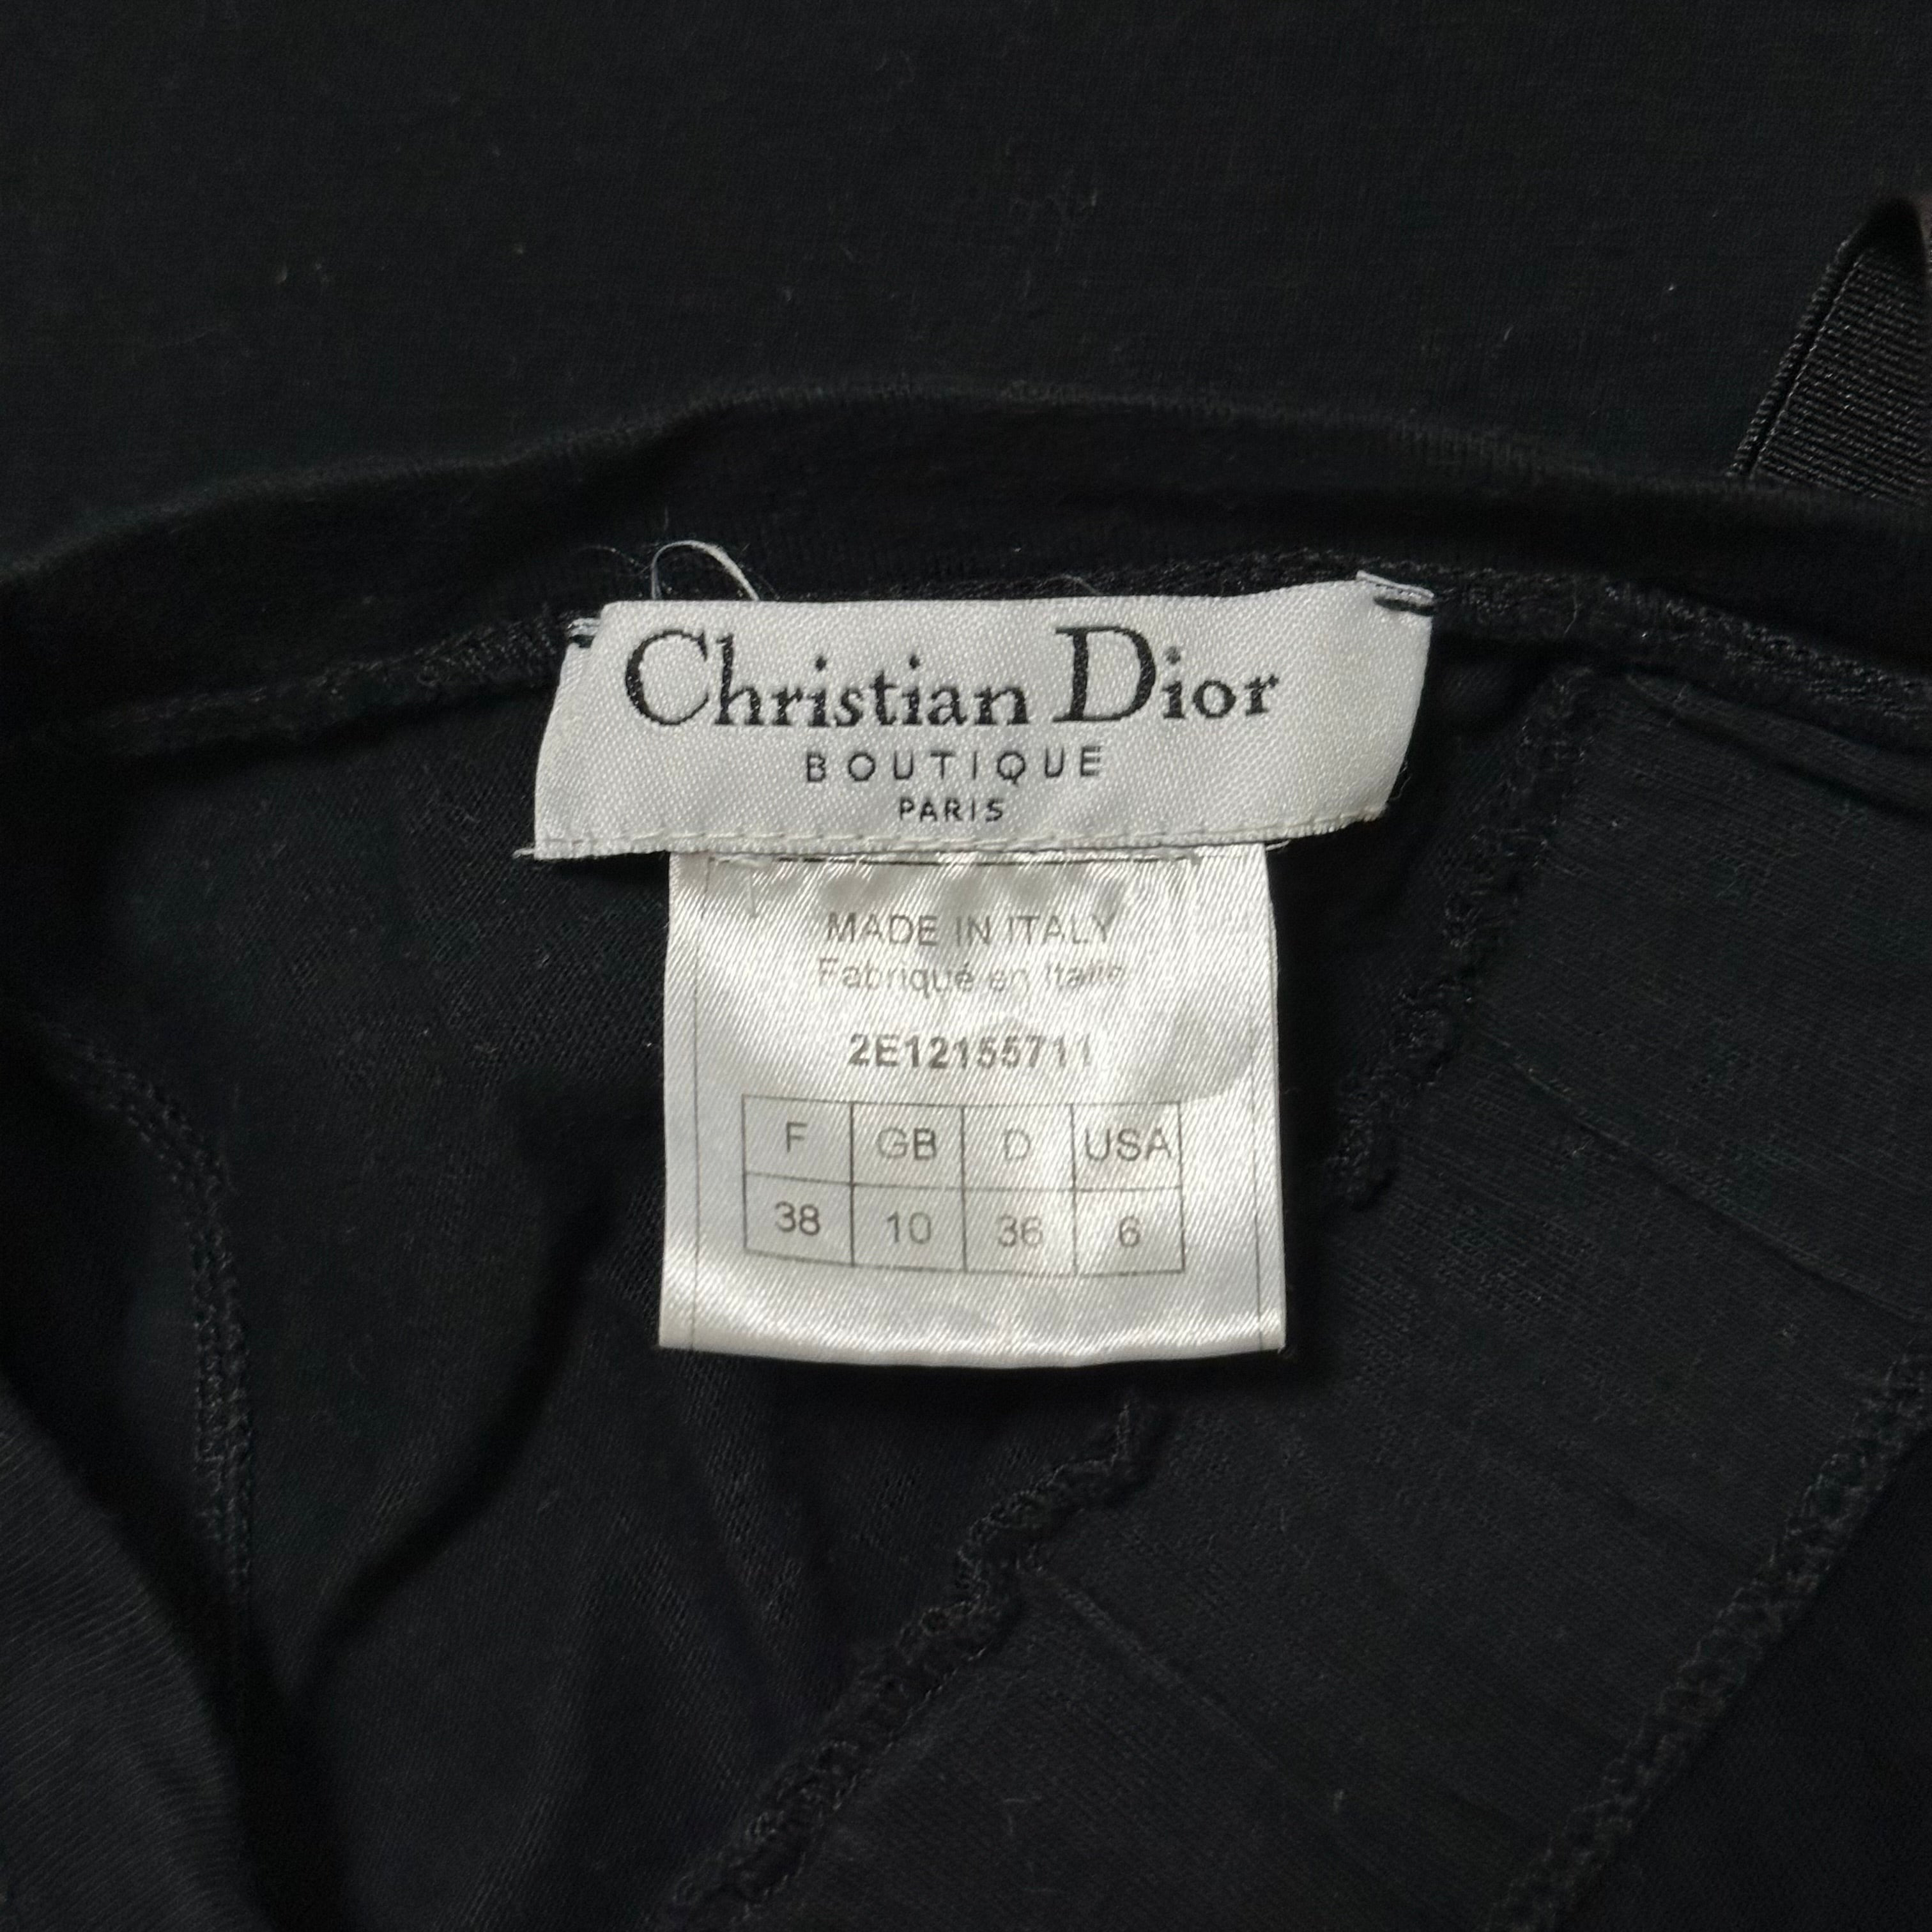 Christian Dior
BOUTIQUE
PARIS
MADE IN ITALY
Fabriqué en Italie
2E12155711
F GB D USA
38 10 36 6